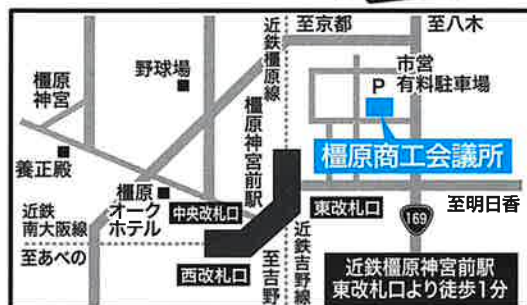 至京都
至八木
近鉄橿原線
市営
有料駐車場
P
野球場
橿原
神宮
橿原神宮前駅
橿原商工会議所
養正殿
橿原
オーク
ホテル
中央改札口
東改札口
至明日香
169
近鉄
南大阪線
至あべの
西改札口
至吉野
近鉄吉野線
近鉄橿原神宮前駅
東改札口より徒歩1分